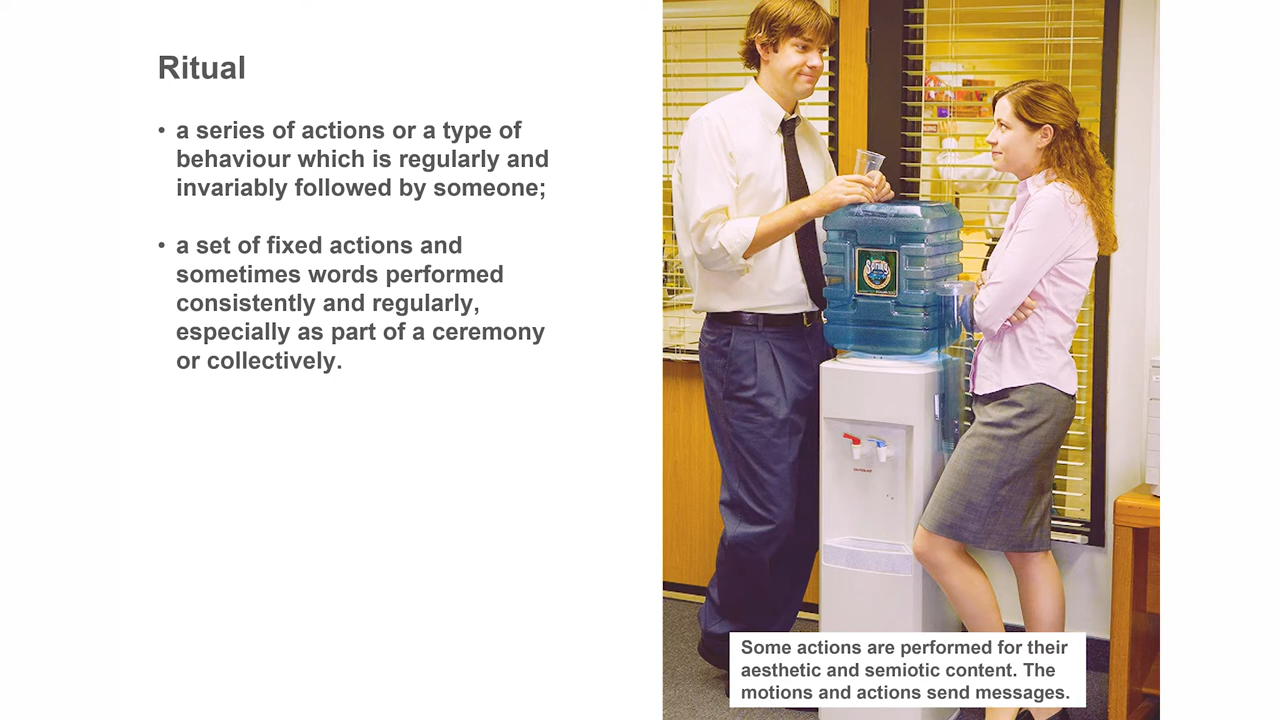 Ritual
• a series of actions or a type of
behaviour which is regularly and
invariably followed by someone;
• a set of fixed actions and
sometimes words performed
consistently and regularly,
especially as part of a ceremony
or collectively.
Some actions are performed for their
aesthetic and semiotic content. The
motions and actions send messages.